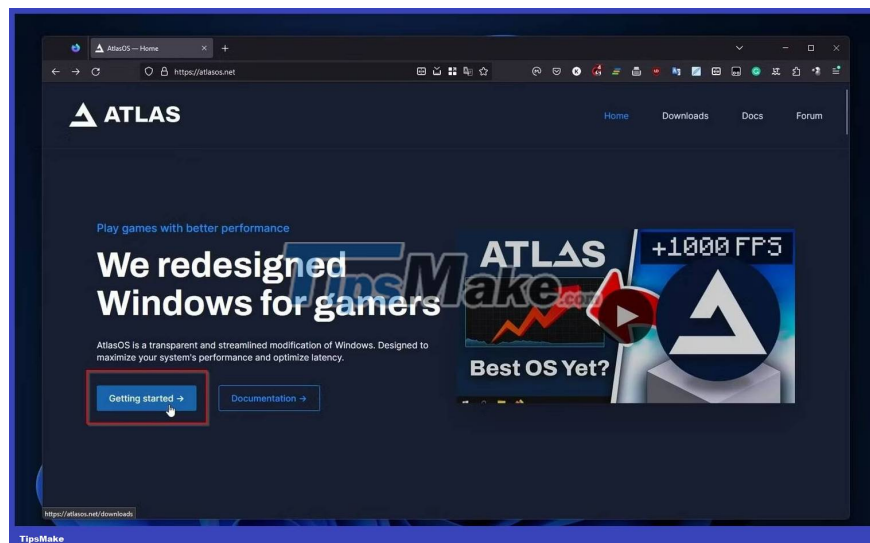 AtlasOS — Home
https://atlasos.net
ATLAS
Home
Downloads
Docs
Forum
Play games with better performance
We redesigned
Windows for gamers
AtlasOS is a transparent and streamlined modification of Windows. Designed to
maximize your system's performance and optimize latency.
Getting started →
Documentation →
ATLAS
+1000 FPS
Best OS Yet?
TipsMake.com
https://atlasos.net/downloads
TipsMake